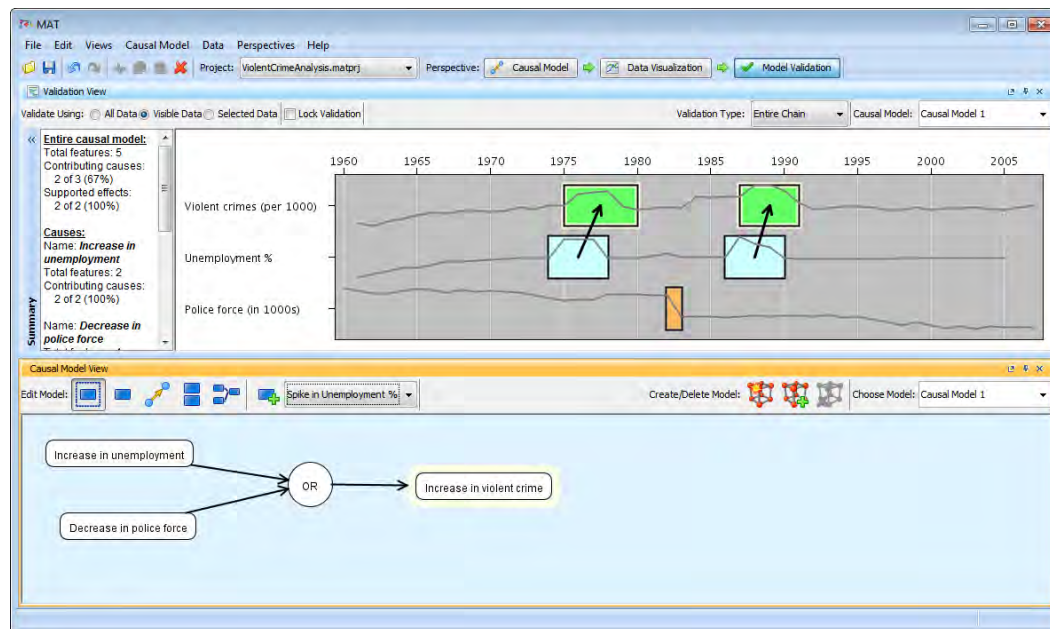 MAT
File Edit Views Causal Model Data Perspectives Help
Project: ViolentCrimeAnalysis.matprj Perspective: Causal Model Data Visualization Model Validation
Validation View
Validate Using: All Data Visible Data Selected Data Lock Validation Validation Type: Entire Chain Causal Model: Causal Model 1
Entire causal model:
Total features: 5
Contributing causes:
2 of 3 (67%)
Supported effects:
2 of 2 (100%)
Causes:
Name: Increase in
unemployment
Total features: 2
Contributing causes:
2 of 2 (100%)
Name: Decrease in
police force
Summary
1960 1965 1970 1975 1980 1985 1990 1995 2000 2005
Violent crimes (per 1000)
Unemployment %
Police force (in 1000s)
Causal Model View
Edit Model: Spike in Unemployment % Create/Delete Model: Choose Model: Causal Model 1
Increase in unemployment
OR
Increase in violent crime
Decrease in police force